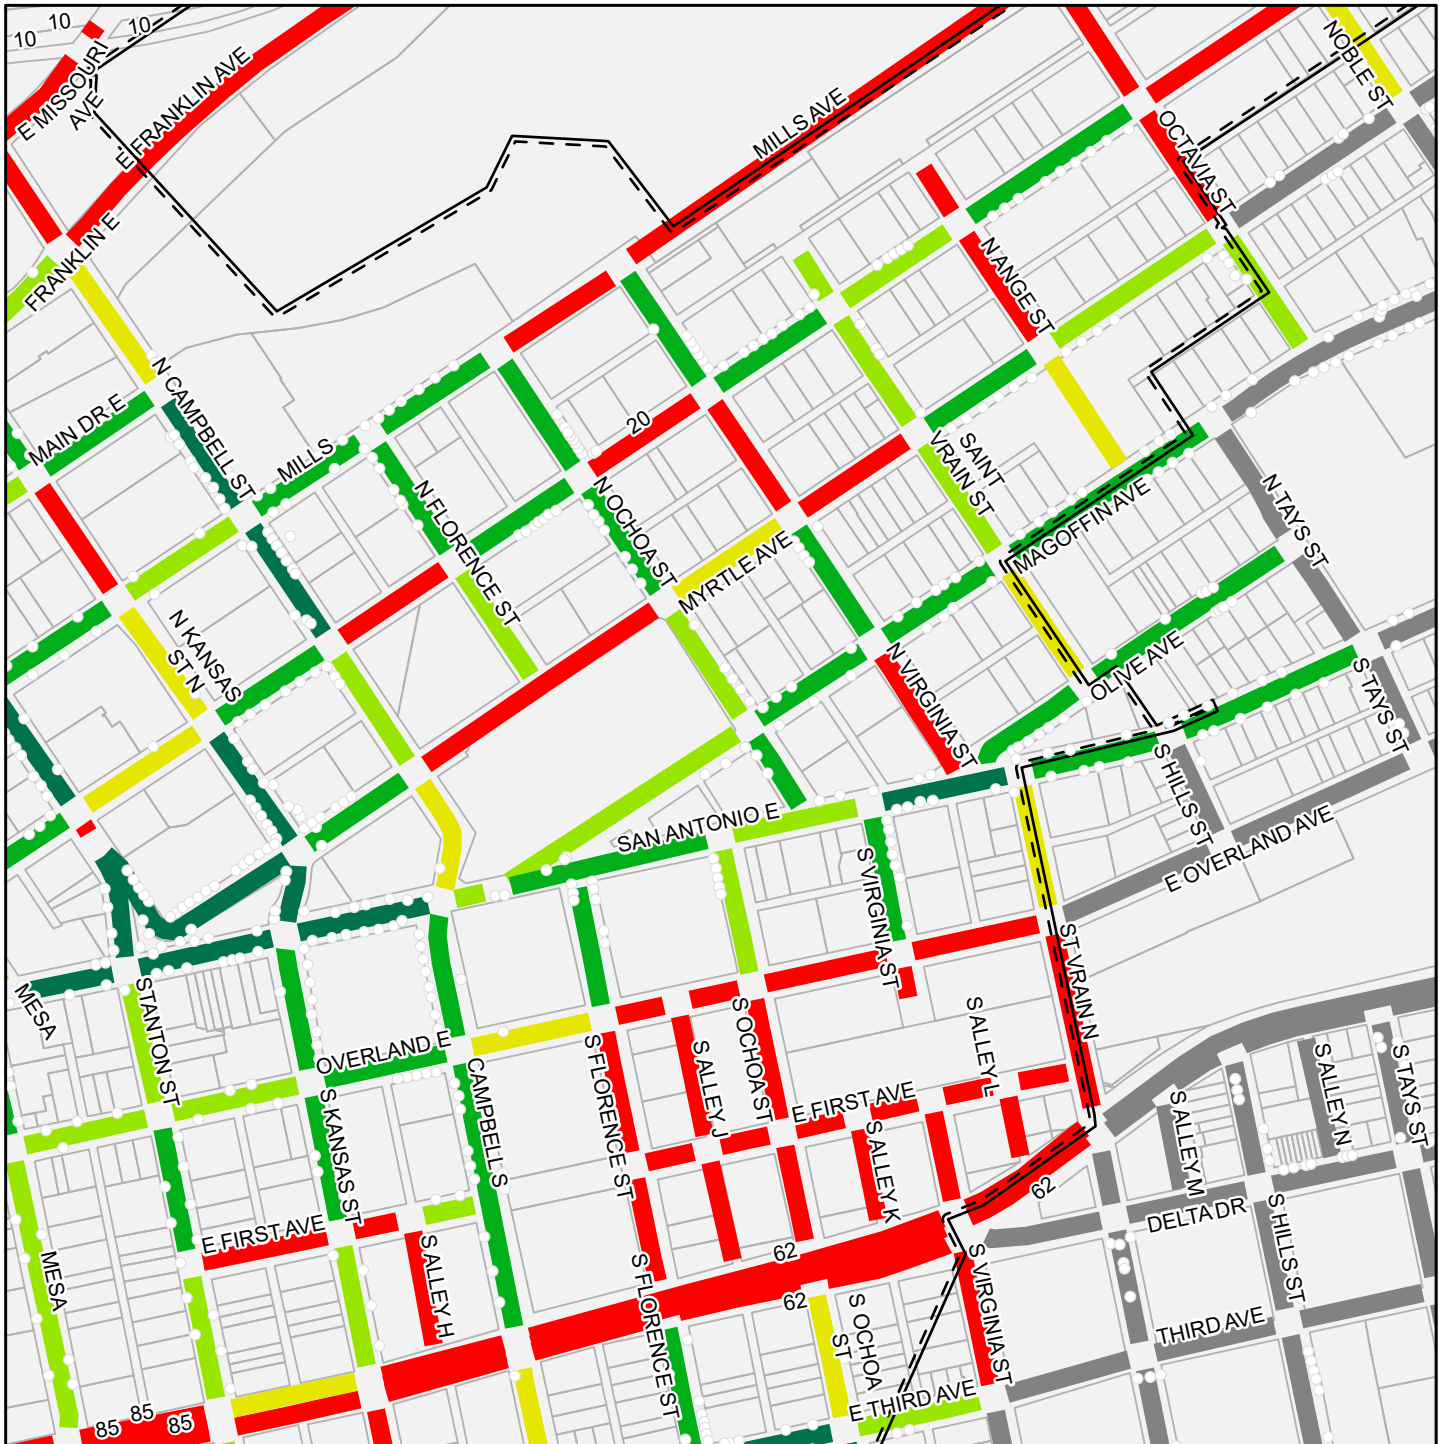 10
10
10
E MISSOURI
AVE
E FRANKLIN AVE
MILLS AVE
NOBLE ST
OCTAVIA ST
FRANKLIN E
N ANGE ST
N CAMPBELL ST
MAIN DR E
MILLS
20
SAINT
VRAIN ST
N FLORENCE ST
N OCHOA ST
N TAYS ST
MAGOFFIN AVE
MYRTLE AVE
N KANSAS
ST N
N VIRGINIA ST
OLIVE AVE
S TAYS ST
S HILLS ST
SAN ANTONIO E
E OVERLAND AVE
S VIRGINIA ST
ST VRAIN N
MESA
STANTON ST
S OCHOA ST
S ALLEY L
OVERLAND E
S FLORENCE ST
S ALLEY J
CAMPBELL S
S KANSAS ST
E FIRST AVE
S ALLEY K
S ALLEY M
S ALLEY N
S TAYS ST
62
DELTA DR
S HILLS ST
E FIRST AVE
S ALLEY H
MESA
62
62
S FLORENCE ST
S OCHOA
ST
S VIRGINIA ST
THIRD AVE
E THIRD AVE
85
85
85